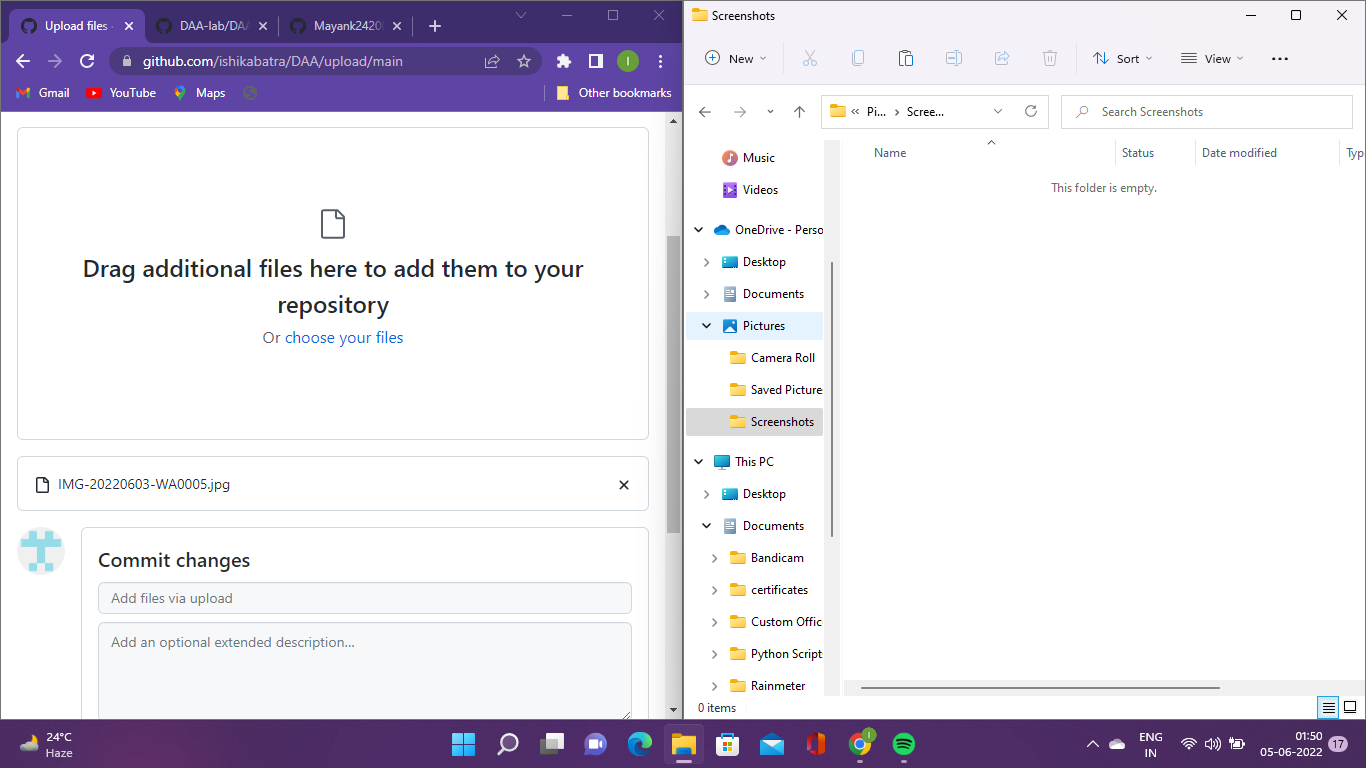 Upload files ·
DAA-lab/DA
Mayank2420
github.com/ishikabatra/DAA/upload/main
I
Gmail
YouTube
Maps
Other bookmarks
Drag additional files here to add them to your
repository
Or choose your files
IMG-20220603-WA0005.jpg
Commit changes
Add files via upload
Add an optional extended description...
Screenshots
New
Sort
View
Pi...
Scree...
Search Screenshots
Name
Status
Date modified
Typ
This folder is empty.
Music
Videos
OneDrive - Perso
Desktop
Documents
Pictures
Camera Roll
Saved Picture
Screenshots
This PC
Desktop
Documents
Bandicam
certificates
Custom Offic
Python Script
Rainmeter
0 items
24°C
Haze
I
ENG
IN
01:50
05-06-2022
17